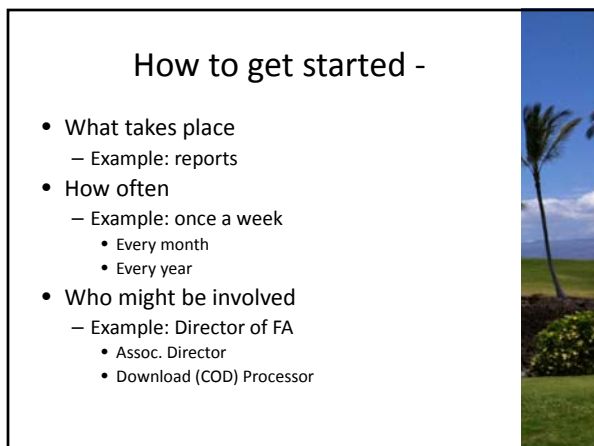 How to get started -
• What takes place
– Example: reports
• How often
– Example: once a week
• Every month
• Every year
• Who might be involved
– Example: Director of FA
• Assoc. Director
• Download (COD) Processor